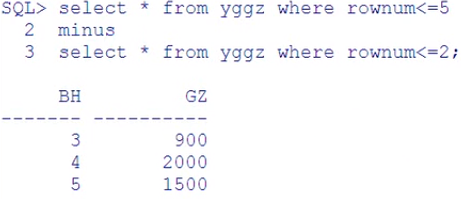 SQL> select * from yggz where rownum<=5
2 minus
3 select * from yggz where rownum<=2;
BH GZ
------- ----------
3 900
4 2000
5 1500